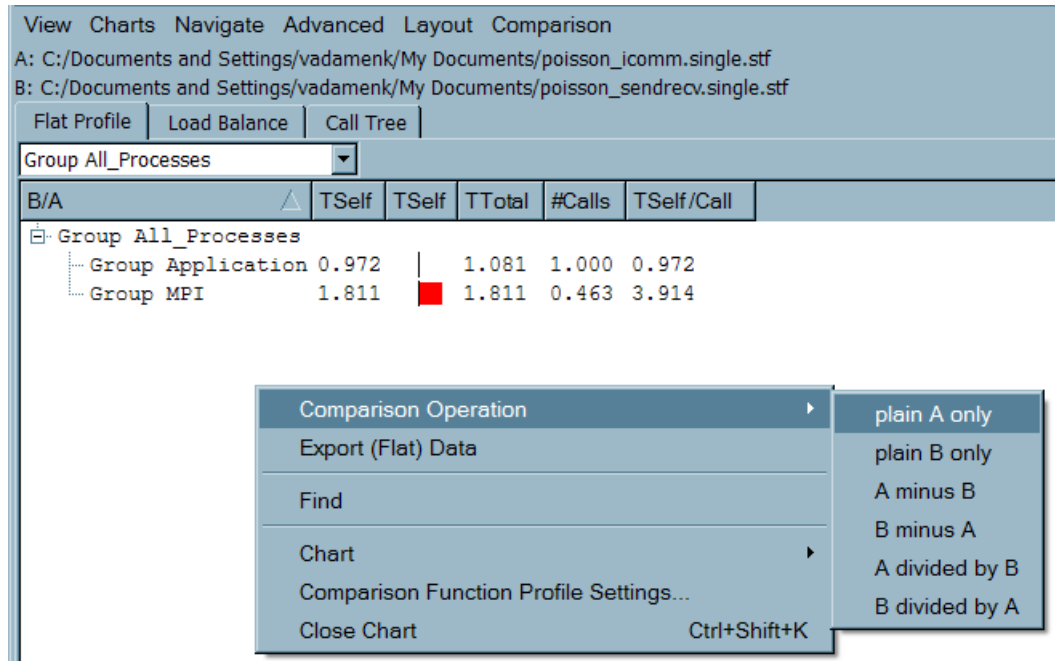 View Charts Navigate Advanced Layout Comparison
A: C:/Documents and Settings/vadamenk/My Documents/poisson_icomm.single.stf
B: C:/Documents and Settings/vadamenk/My Documents/poisson_sendrecv.single.stf
Flat Profile Load Balance Call Tree
Group All_Processes
B/A TSelf TSelf TTotal #Calls TSelf/Call
Group All_Processes
Group Application 0.972 1.081 1.000 0.972
Group MPI 1.811 1.811 0.463 3.914
Comparison Operation
Export (Flat) Data
Find
Chart
Comparison Function Profile Settings...
Close Chart Ctrl+Shift+K
plain A only
plain B only
A minus B
B minus A
A divided by B
B divided by A